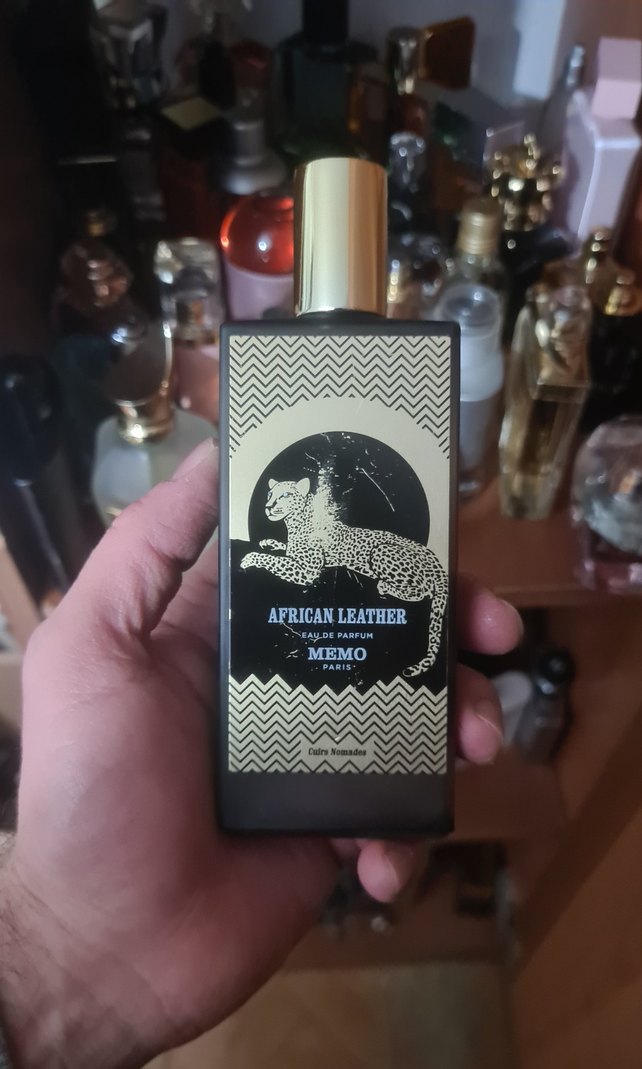 AFRICAN LEATHER
EAU DE PARFUM
MEMO
PARIS
Cuirs Nomades